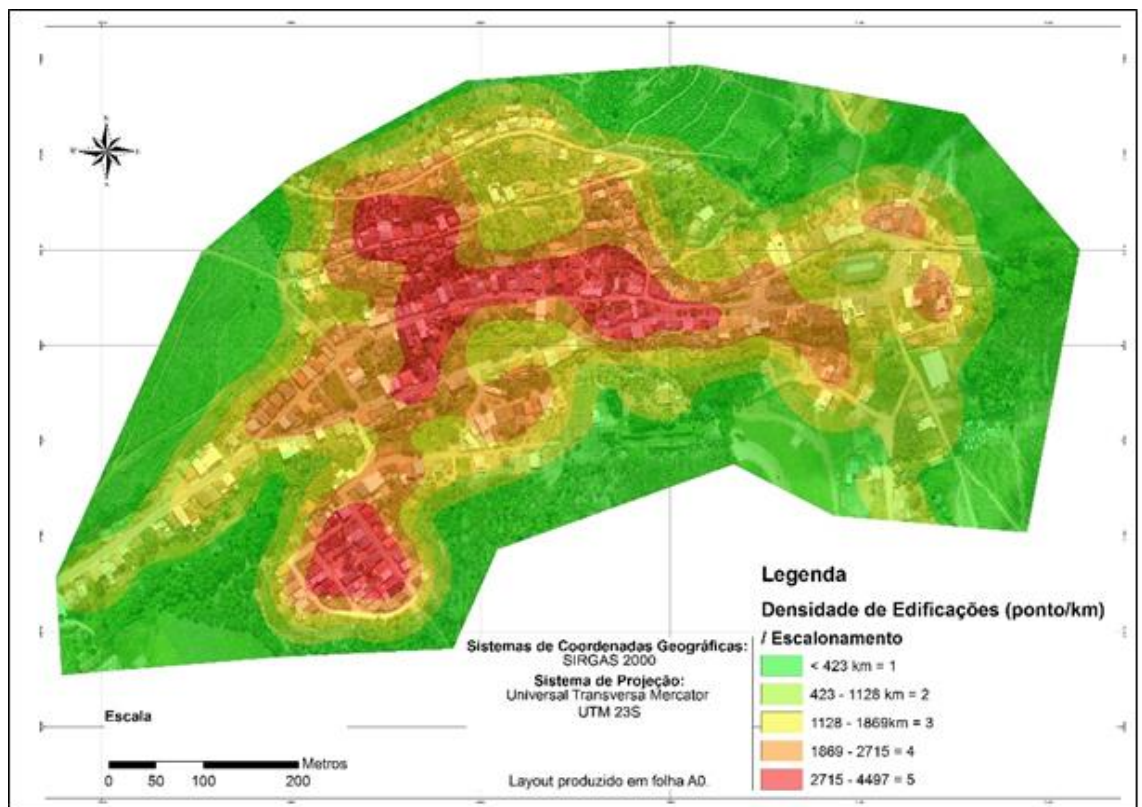 Legenda
Densidade de Edificações (ponto/km)
/ Escalonamento
< 423 km = 1
423 - 1128 km = 2
1128 - 1869km = 3
1869 - 2715 = 4
2715 - 4497 = 5
Sistemas de Coordenadas Geográficas:
SIRGAS 2000
Sistema de Projeção:
Universal Transversa Mercator
UTM 23S
Escala
Metros
0 50 100 200
Layout produzido em folha A0.